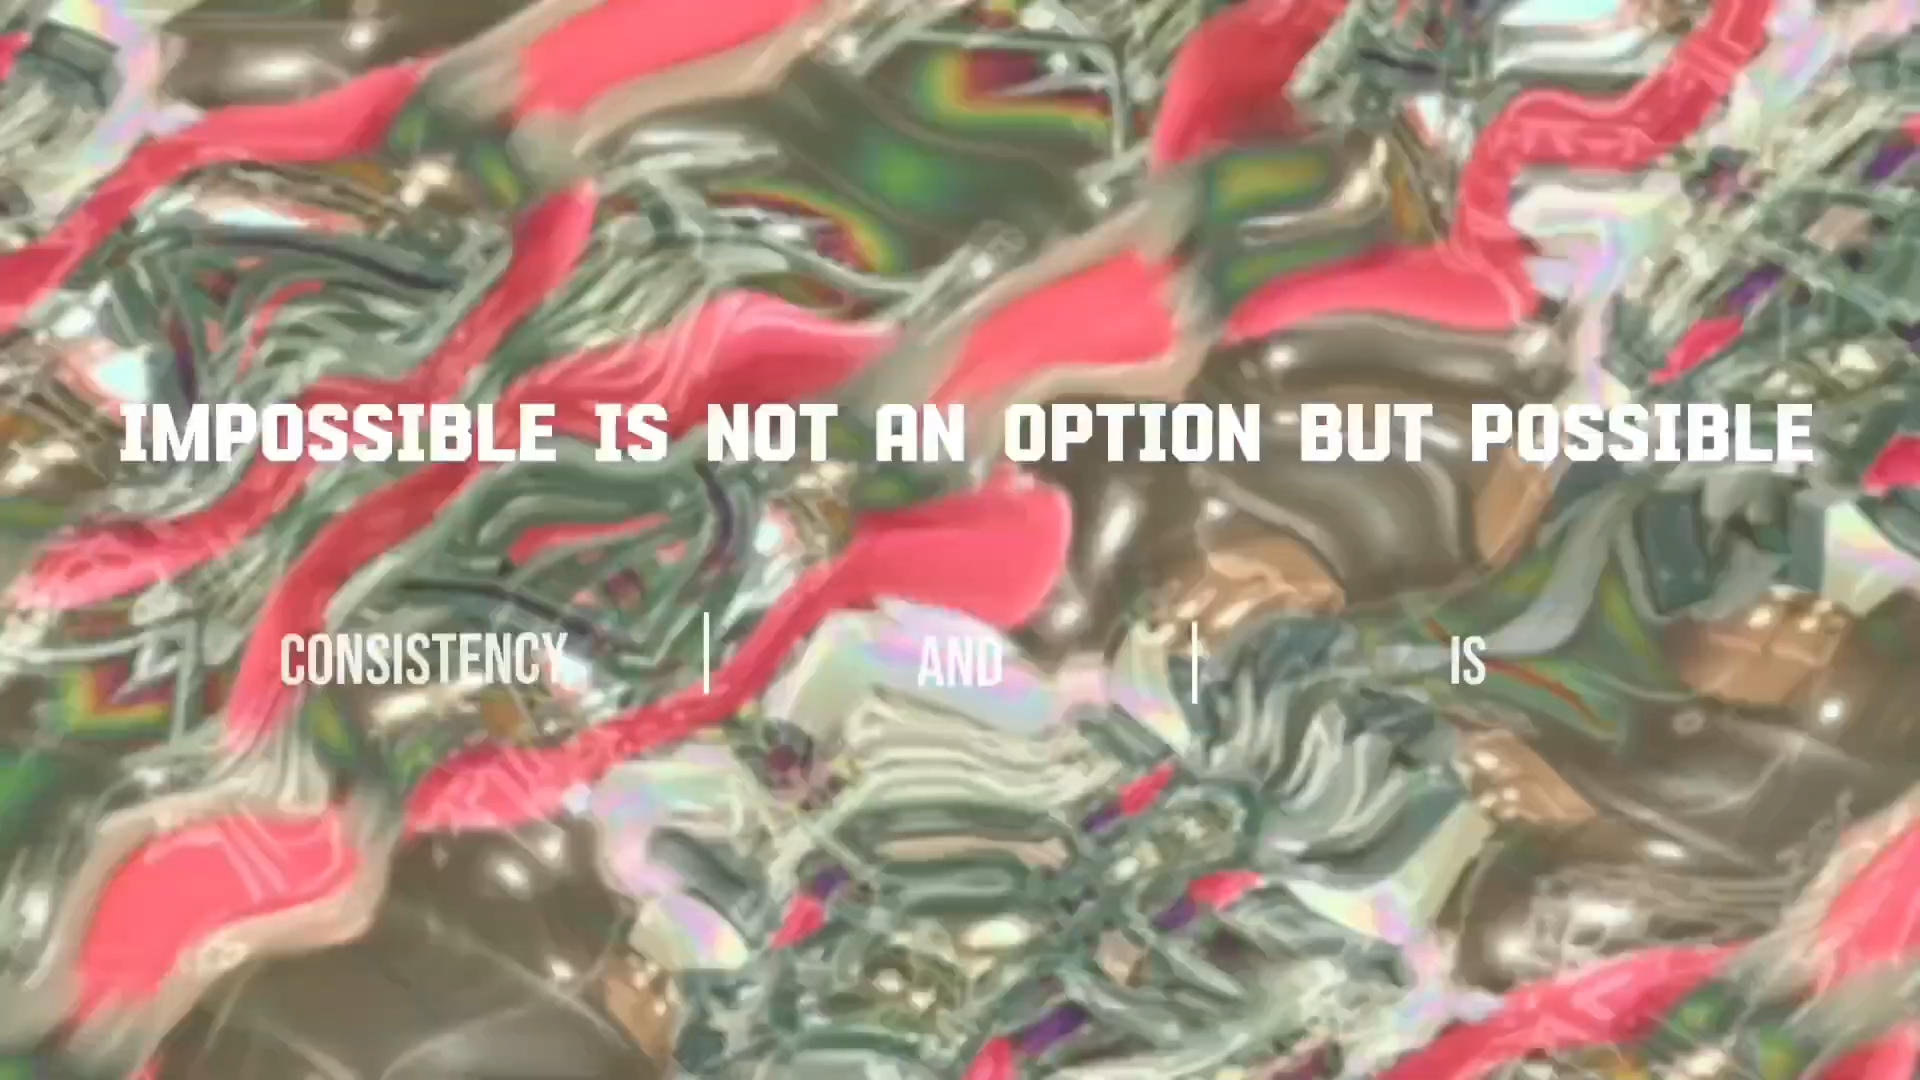 IMPOSSIBLE IS NOT AN OPTION BUT POSSIBLE
CONSISTENCY | AND | IS